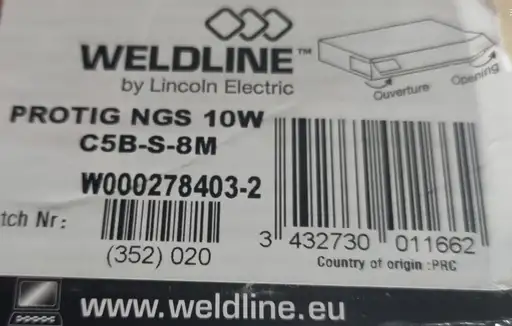 WELDLINE™
by Lincoln Electric
Ouverture
Opening
PROTIG NGS 10W
C5B-S-8M
W000278403-2
tch Nr:
(352) 020
3 432730 011662
Country of origin :PRC
www.weldline.eu